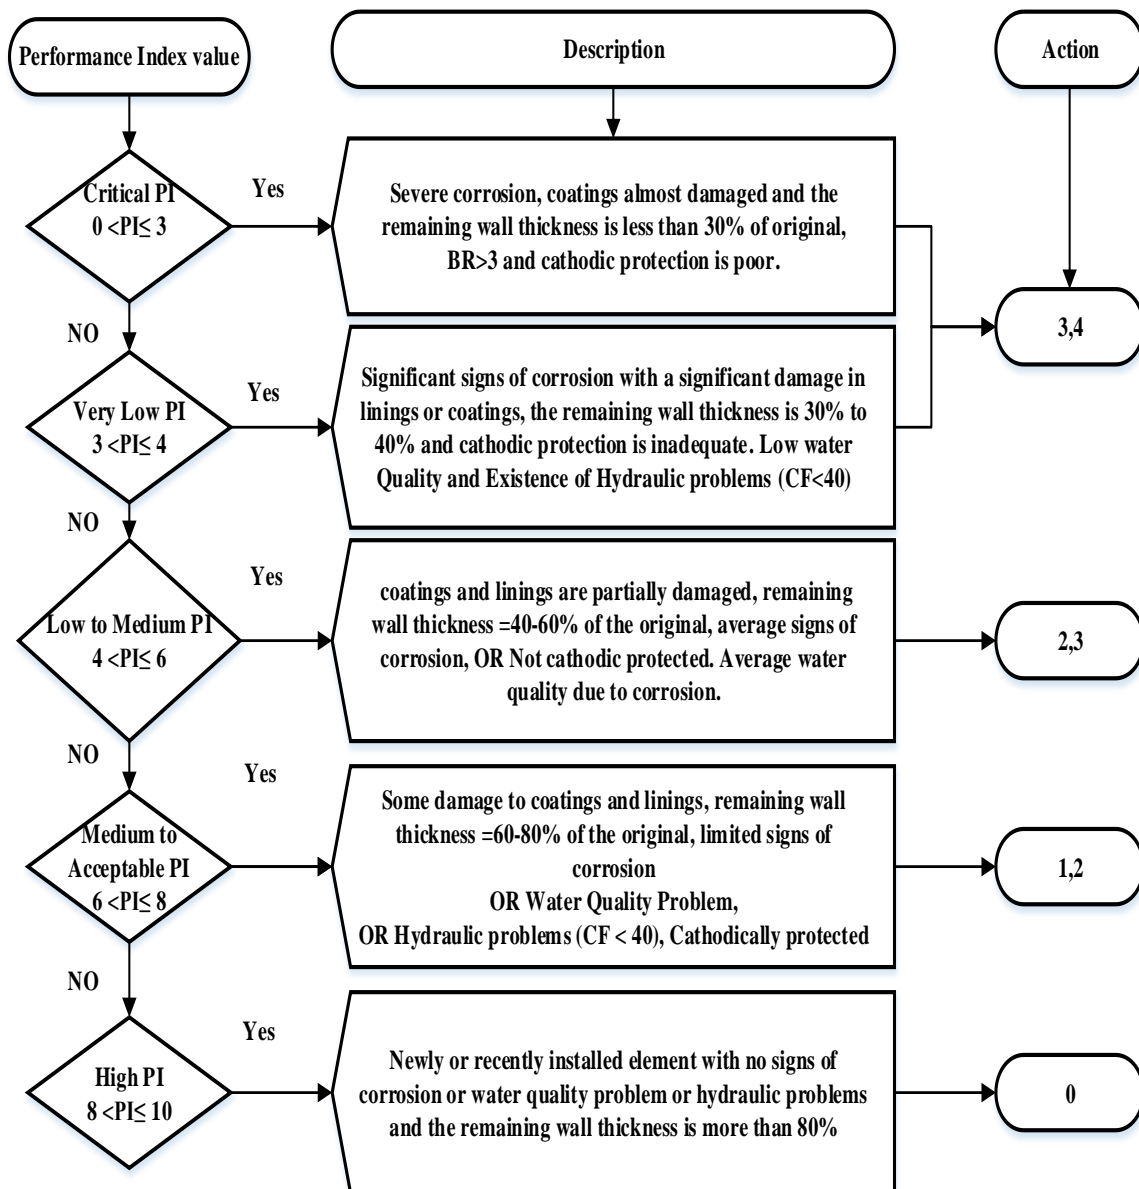 Performance Index value
Description
Action
Critical PI
0 <PI≤ 3
Yes
Severe corrosion, coatings almost damaged and the
remaining wall thickness is less than 30% of original,
BR>3 and cathodic protection is poor.
3,4
NO
Very Low PI
3 <PI≤ 4
Yes
Significant signs of corrosion with a significant damage in
linings or coatings, the remaining wall thickness is 30% to
40% and cathodic protection is inadequate. Low water
Quality and Existence of Hydraulic problems (CF<40)
NO
Low to Medium PI
4 <PI≤ 6
Yes
coatings and linings are partially damaged, remaining
wall thickness =40-60% of the original, average signs of
corrosion, OR Not cathodic protected. Average water
quality due to corrosion.
2,3
NO
Medium to
Acceptable PI
6 <PI≤ 8
Yes
Some damage to coatings and linings, remaining wall
thickness =60-80% of the original, limited signs of
corrosion
OR Water Quality Problem,
OR Hydraulic problems (CF < 40), Cathodically protected
1,2
NO
High PI
8 <PI≤ 10
Yes
Newly or recently installed element with no signs of
corrosion or water quality problem or hydraulic problems
and the remaining wall thickness is more than 80%
0